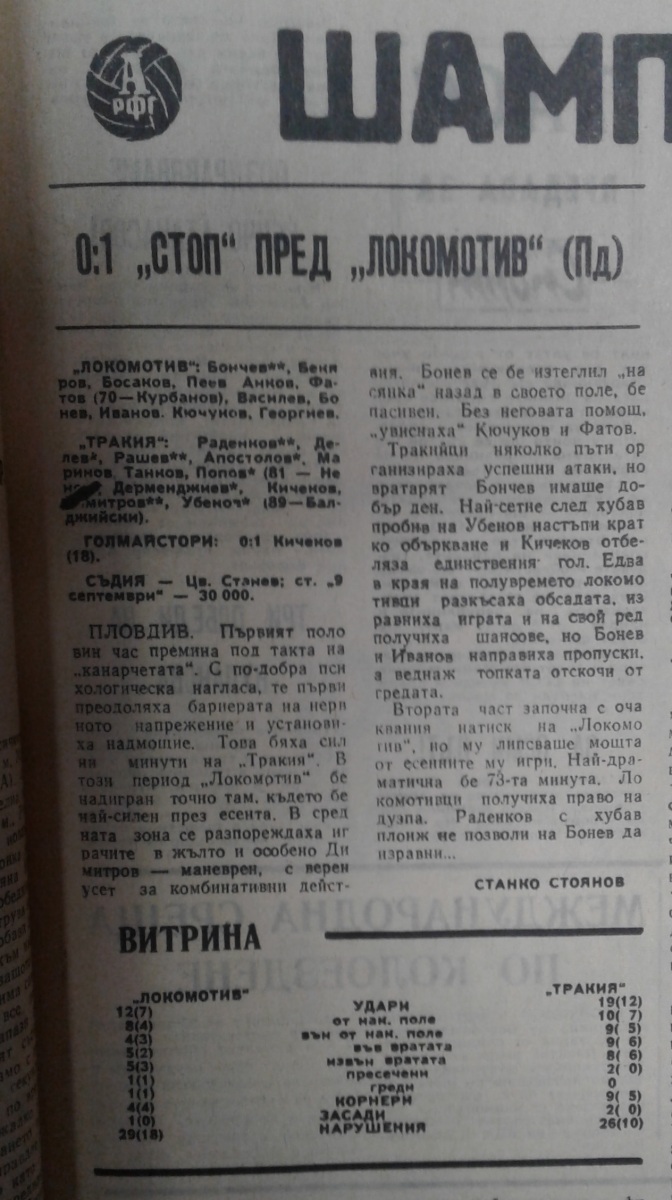 А
РФГ
ШАМП
0:1 „СТОП“ ПРЕД „ЛОКОМОТИВ“ (Пд)
„ЛОКОМОТИВ“: Бончев**, Беня
ров, Босаков, Пеев Анков, Фа-
тов (70—Курбанов), Василев, Бо
нев, Иванов. Кючуков, Георгиев.
„ТРАКИЯ“: Раденков**, Де-
лев*, Рашев**, Апостолов*. Ма
ринов, Танков, Попов* (81 — Не
Дерменджиев*, Кичеков,
митров**, Убенов* (89—Бал-
джийски).
ГОЛМАЙСТОРИ: 0:1 Кичеков
(18).
СЪДИЯ — Цв. Станев; ст. „9
септември“ — 30 000.
ПЛОВДИВ. Първият поло
вин час премина под такта на
„канарчетата“. С по-добра пси
хологическа нагласа, те първи
преодоляха бариерата на нерв
ното напрежение и установи-
ха надмощие. Това бяха сил
ни минути на „Тракия“. В
този период „Локомотив“ бе
надигран точно там, където бе
най-силен през есента. В сред
ната зона се разпореждаха иг
рачите в жълто и особено Ди
митров — маневрен, с верен
усет за комбинативни дейст-
вия. Бонев се бе изтеглил „на
сянка“ назад в своето поле, бе
пасивен. Без неговата помощ,
„увиснаха“ Кючуков и Фатов.
Тракийци няколко пъти ор
ганизираха успешни атаки, но
вратарят Бончев имаше до-
бър ден. Най-сетне след хубав
пробив на Убенов настъпи крат
ко объркване и Кичеков отбе-
ляза единствения гол. Едва
в края на полувремето локомо
тивци разкъсаха обсадата, из
равниха играта и на свой ред
получиха шансове, но Бонев
и Иванов направиха пропуски,
а веднаж топката отскочи от
гредата.
Втората част започна с оча
квания натиск на „Локомо
тив“, но му липсваше мощта
от есенните му игри. Най-дра-
матична бе 73-та минута. Ло
комотивци получиха право на
дузпа. Раденков с хубав
плонж не позволи на Бонев да
изравни...
СТАНКО СТОЯНОВ
ВИТРИНА
„ЛОКОМОТИВ“ „ТРАКИЯ“
12(7) УДАРИ 19(12)
8(4) от нак. поле 10( 7)
4(3) вън от нак. поле 9( 5)
5(2) във вратата 9( 6)
5(3) извън вратата 8( 6)
1(1) пресечени 2( 0)
1(1) греди 0
4(4) КОРНЕРИ 9( 5)
1(0) ЗАСАДИ 2( 0)
29(18) НАРУШЕНИЯ 26(10)